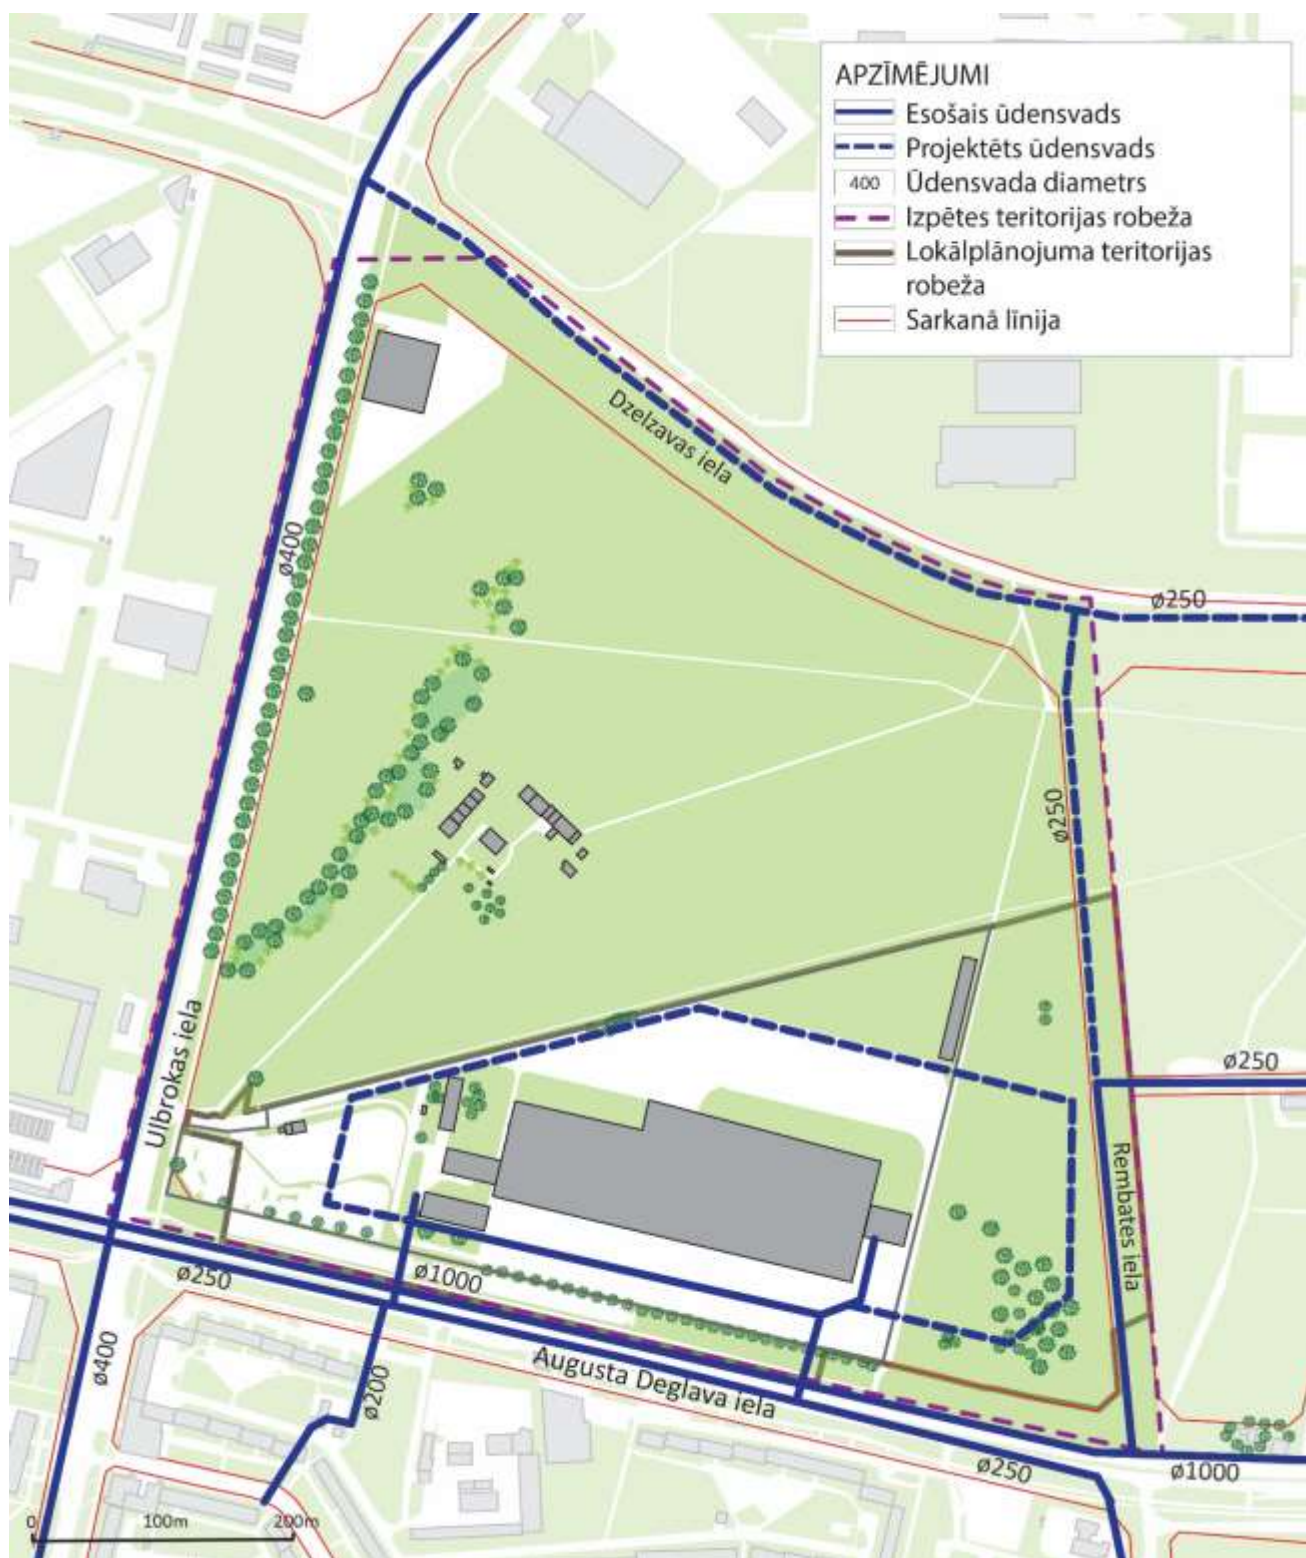 APZĪMĒJUMI
Esošais ūdensvads
Projektēts ūdensvads
400 Ūdensvada diametrs
Izpētes teritorijas robeža
Lokālplānojuma teritorijas
robeža
Sarkanā līnija
Dzelzavas iela
ø400
ø250
ø250
Ulbrokas iela
ø250
Rembates iela
ø250
ø1000
ø400
ø200
Augusta Deglava iela
ø250
ø1000
0 100m 200m